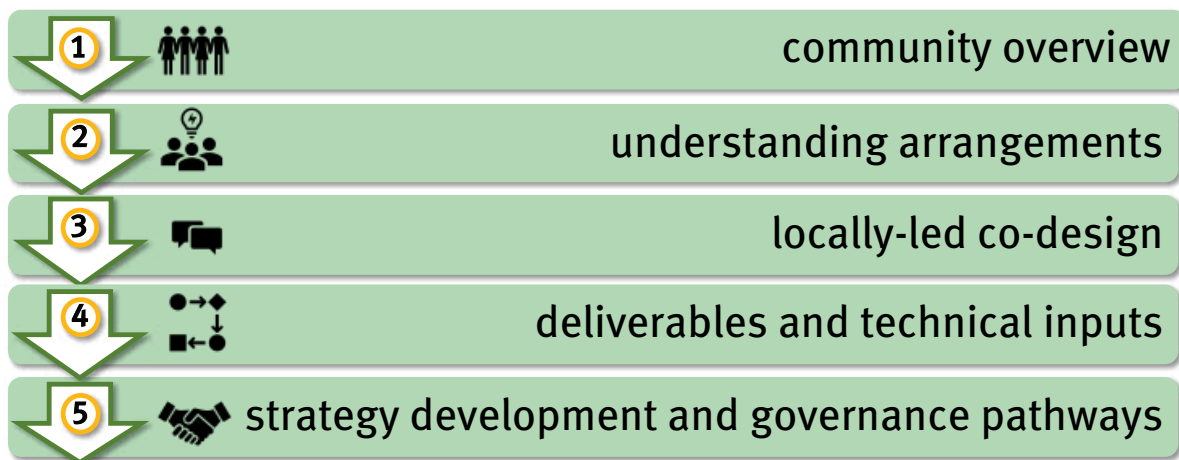 1 community overview
2 understanding arrangements
3 locally-led co-design
4 deliverables and technical inputs
5 strategy development and governance pathways